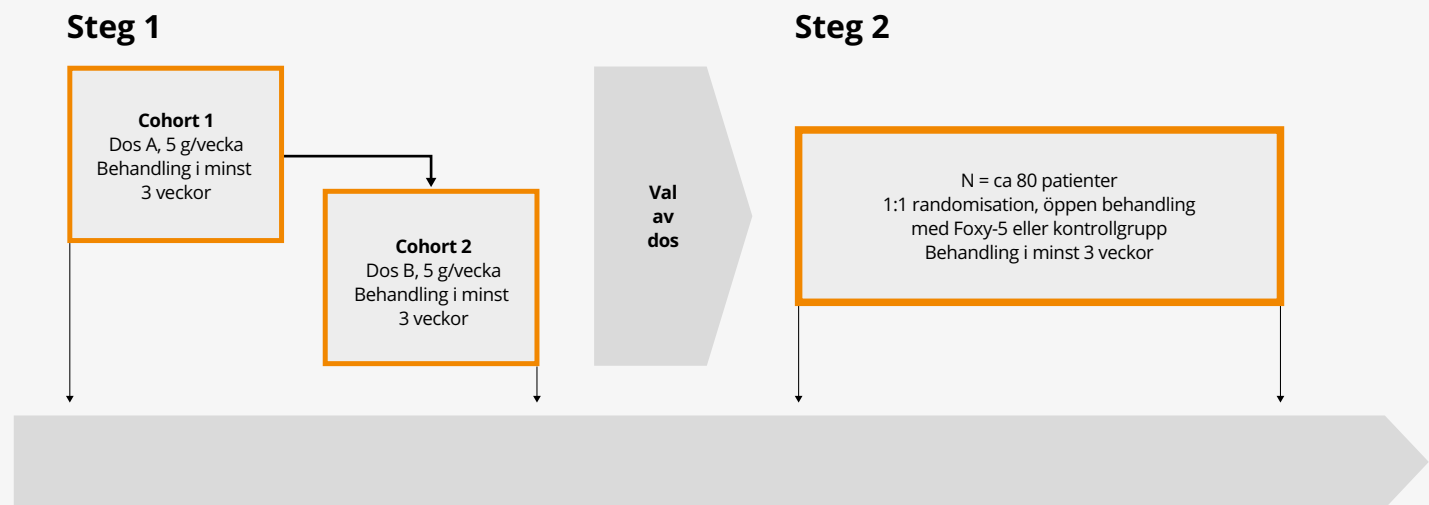 Steg 1
Cohort 1
Dos A, 5 g/vecka
Behandling i minst
3 veckor
Cohort 2
Dos B, 5 g/vecka
Behandling i minst
3 veckor
Val
av
dos
Steg 2
N = ca 80 patienter
1:1 randomisation, öppen behandling
med Foxy-5 eller kontrollgrupp
Behandling i minst 3 veckor